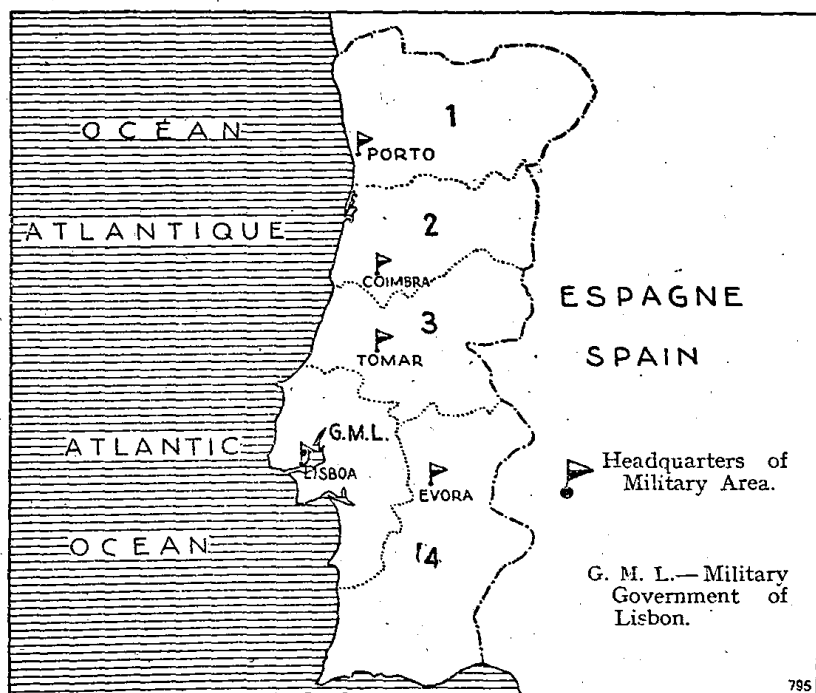 OCÉAN
1
PORTO
ATLANTIQUE
2
COIMBRA
ESPAGNE
3
TOMAR
SPAIN
G.M.L.
ATLANTIC
LISBOA
EVORA
Headquarters of
Military Area.
OCEAN
4
G. M. L.—Military
Government of
Lisbon.
795